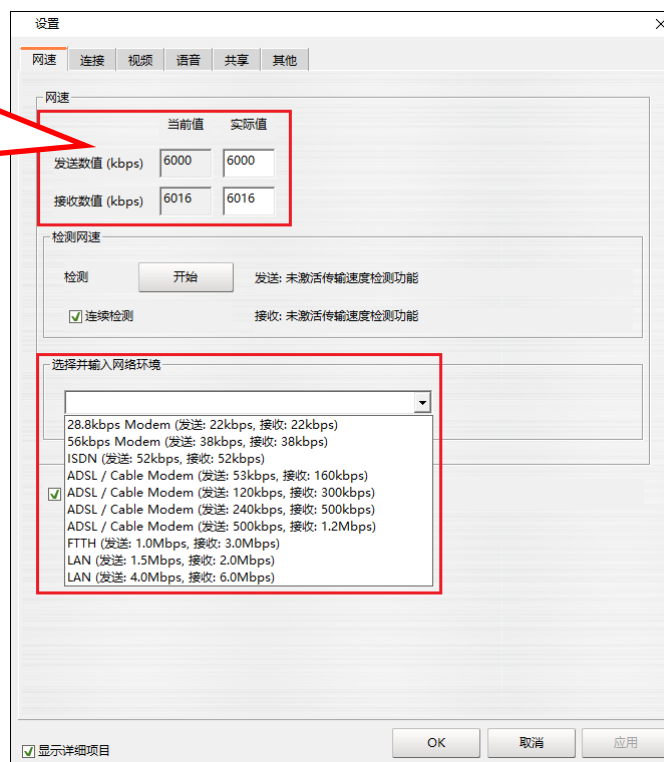 设置
网速 连接 视频 语音 共享 其他
网速
当前值 实际值
发送数值 (kbps) 6000 6000
接收数值 (kbps) 6016 6016
检测网速
检测 开始 发送: 未激活传输速度检测功能
连续检测 接收: 未激活传输速度检测功能
选择并输入网络环境
28.8kbps Modem (发送: 22kbps, 接收: 22kbps)
56kbps Modem (发送: 38kbps, 接收: 38kbps)
ISDN (发送: 52kbps, 接收: 52kbps)
ADSL / Cable Modem (发送: 53kbps, 接收: 160kbps)
ADSL / Cable Modem (发送: 120kbps, 接收: 300kbps)
ADSL / Cable Modem (发送: 240kbps, 接收: 500kbps)
ADSL / Cable Modem (发送: 500kbps, 接收: 1.2Mbps)
FTTH (发送: 1.0Mbps, 接收: 3.0Mbps)
LAN (发送: 1.5Mbps, 接收: 2.0Mbps)
LAN (发送: 4.0Mbps, 接收: 6.0Mbps)
显示详细项目 OK 取消 应用